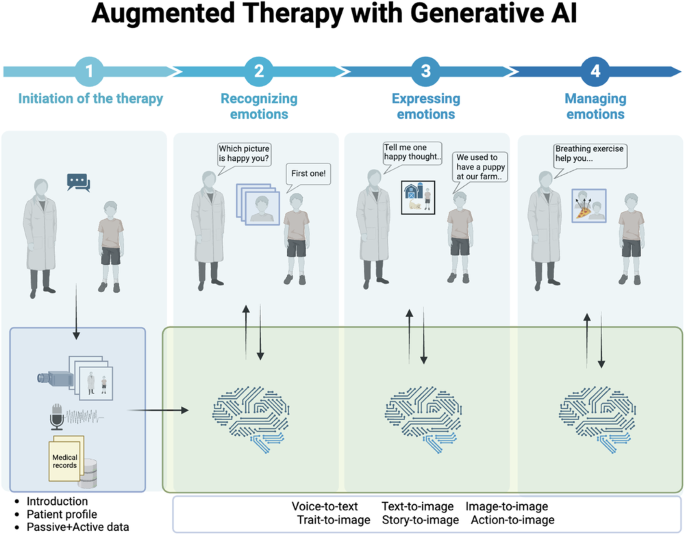 Augmented Therapy with Generative AI
1
2
3
4
Initiation of the therapy
Recognizing
emotions
Expressing
emotions
Managing
emotions
Which picture
is happy you?
First one!
Tell me one
happy thought..
We used to
have a puppy
at our farm..
Breathing exercise
help you...
Medical
records
• Introduction
• Patient profile
• Passive+Active data
Voice-to-text Text-to-image Image-to-image
Trait-to-image Story-to-image Action-to-image